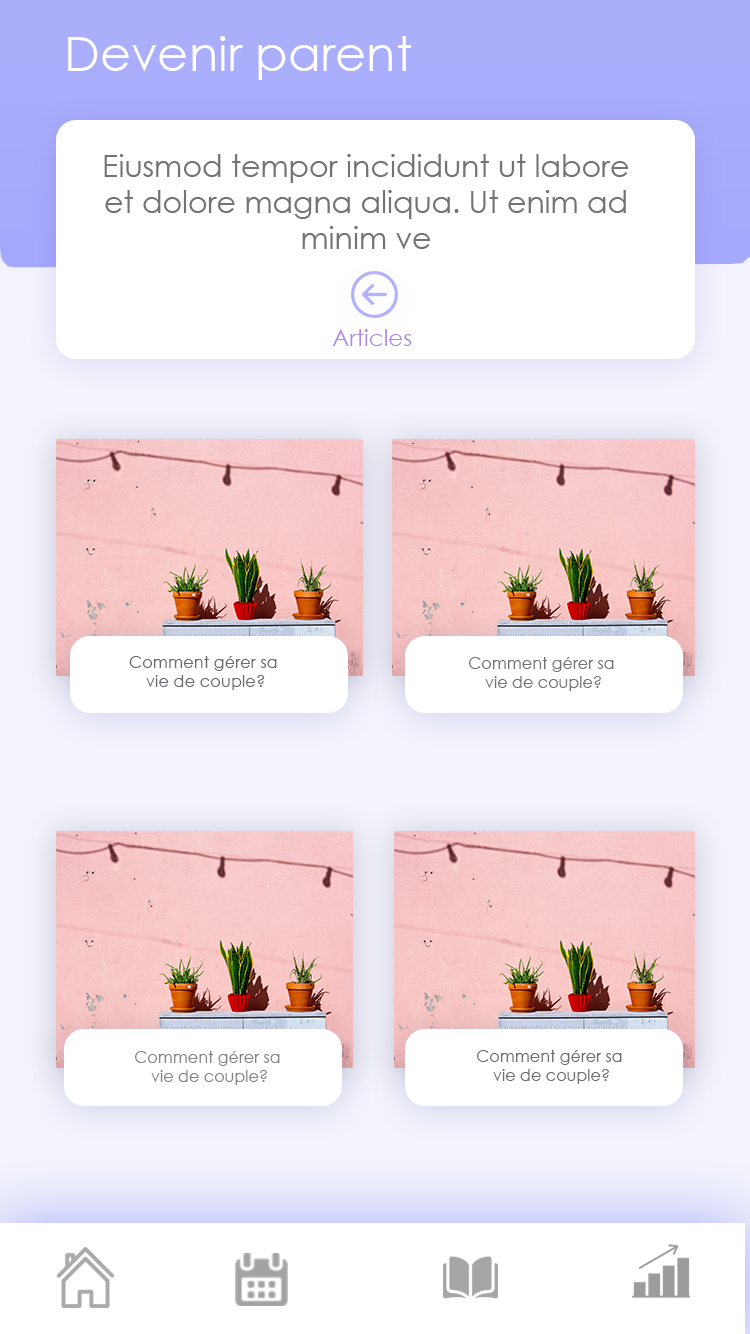 Devenir parent
Eiusmod tempor incididunt ut labore
et dolore magna aliqua. Ut enim ad
minim ve
Articles
Comment gérer sa
vie de couple?
Comment gérer sa
vie de couple?
Comment gérer sa
vie de couple?
Comment gérer sa
vie de couple?